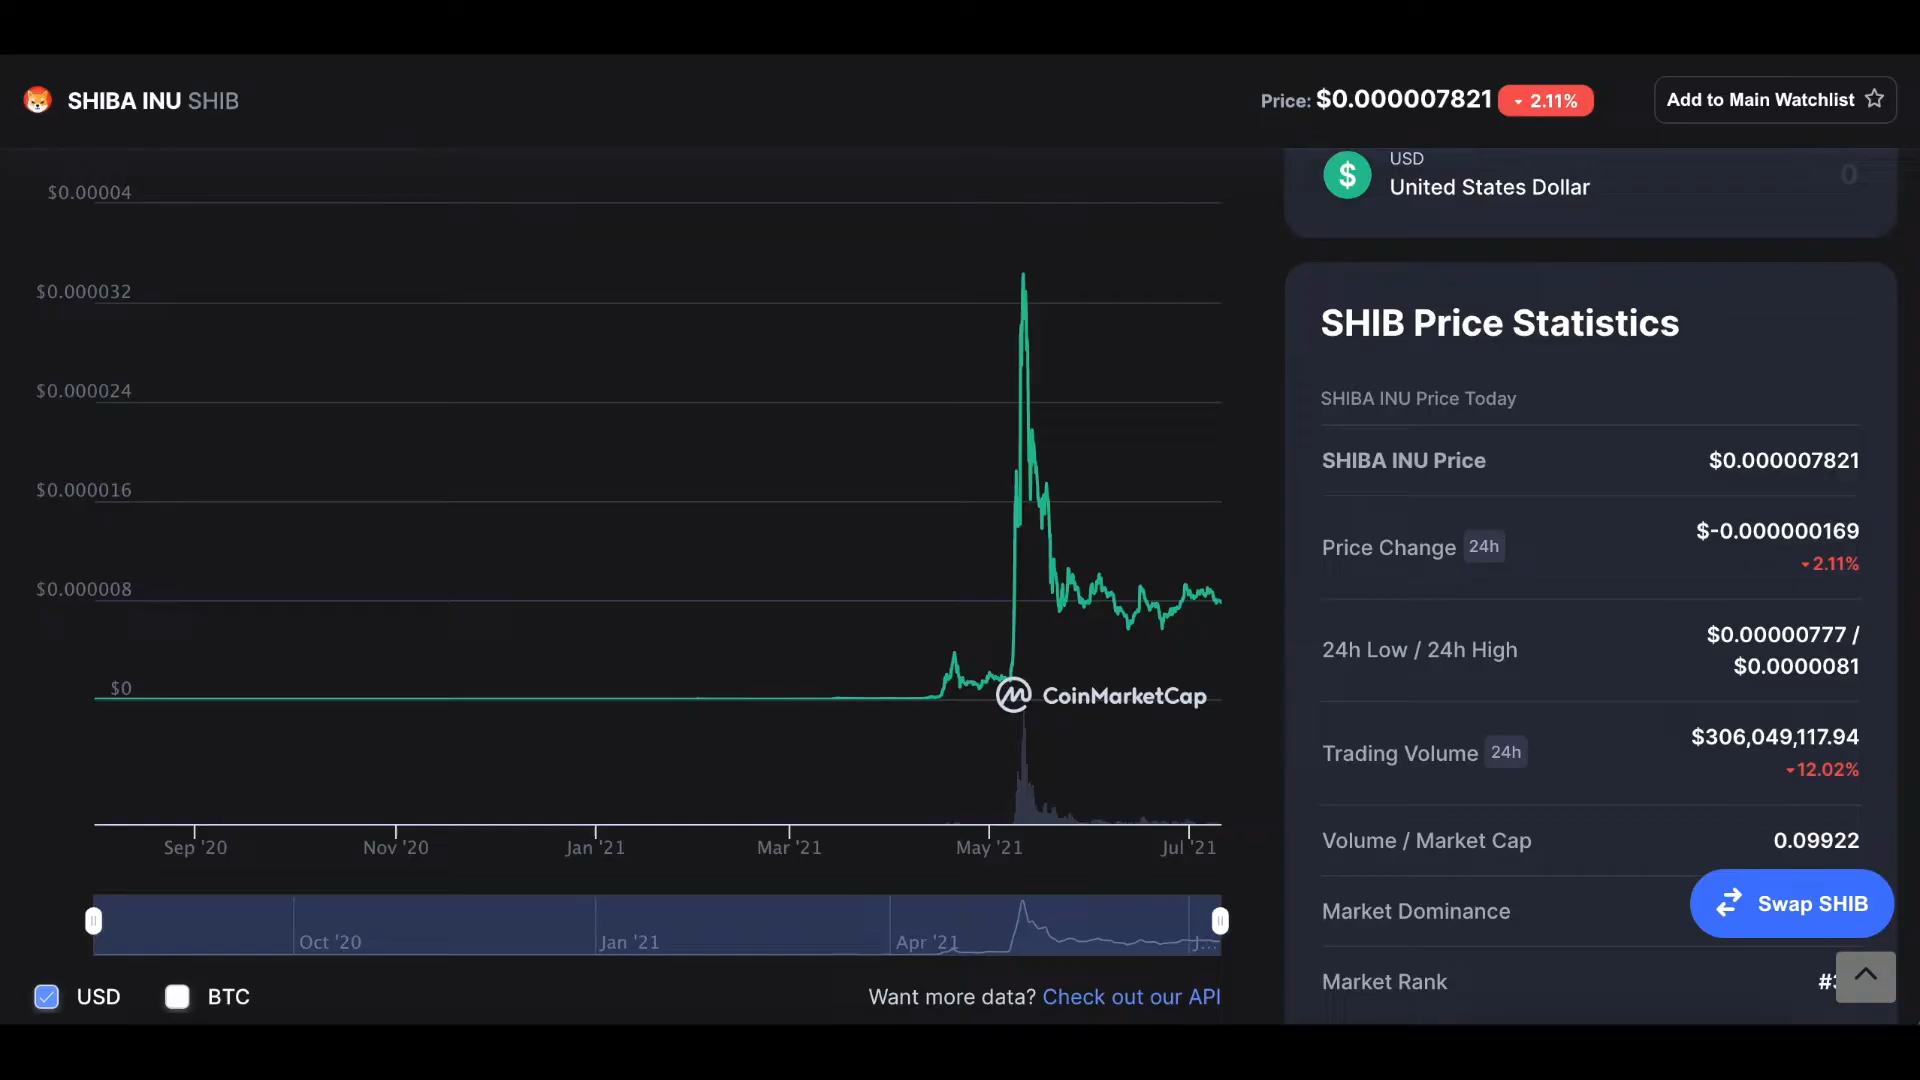 SHIBA INU SHIB
Price: $0.000007821 2.11%
Add to Main Watchlist
USD
United States Dollar
0
$0.00004
$0.000032
$0.000024
$0.000016
$0.000008
$0
CoinMarketCap
Sep '20 Nov '20 Jan '21 Mar '21 May '21 Jul '21
Oct '20 Jan '21 Apr '21 J...
USD BTC
Want more data? Check out our API
SHIB Price Statistics
SHIBA INU Price Today
SHIBA INU Price $0.000007821
Price Change 24h $-0.000000169
2.11%
24h Low / 24h High $0.00000777 /
$0.0000081
Trading Volume 24h $306,049,117.94
12.02%
Volume / Market Cap 0.09922
Market Dominance
Swap SHIB
Market Rank